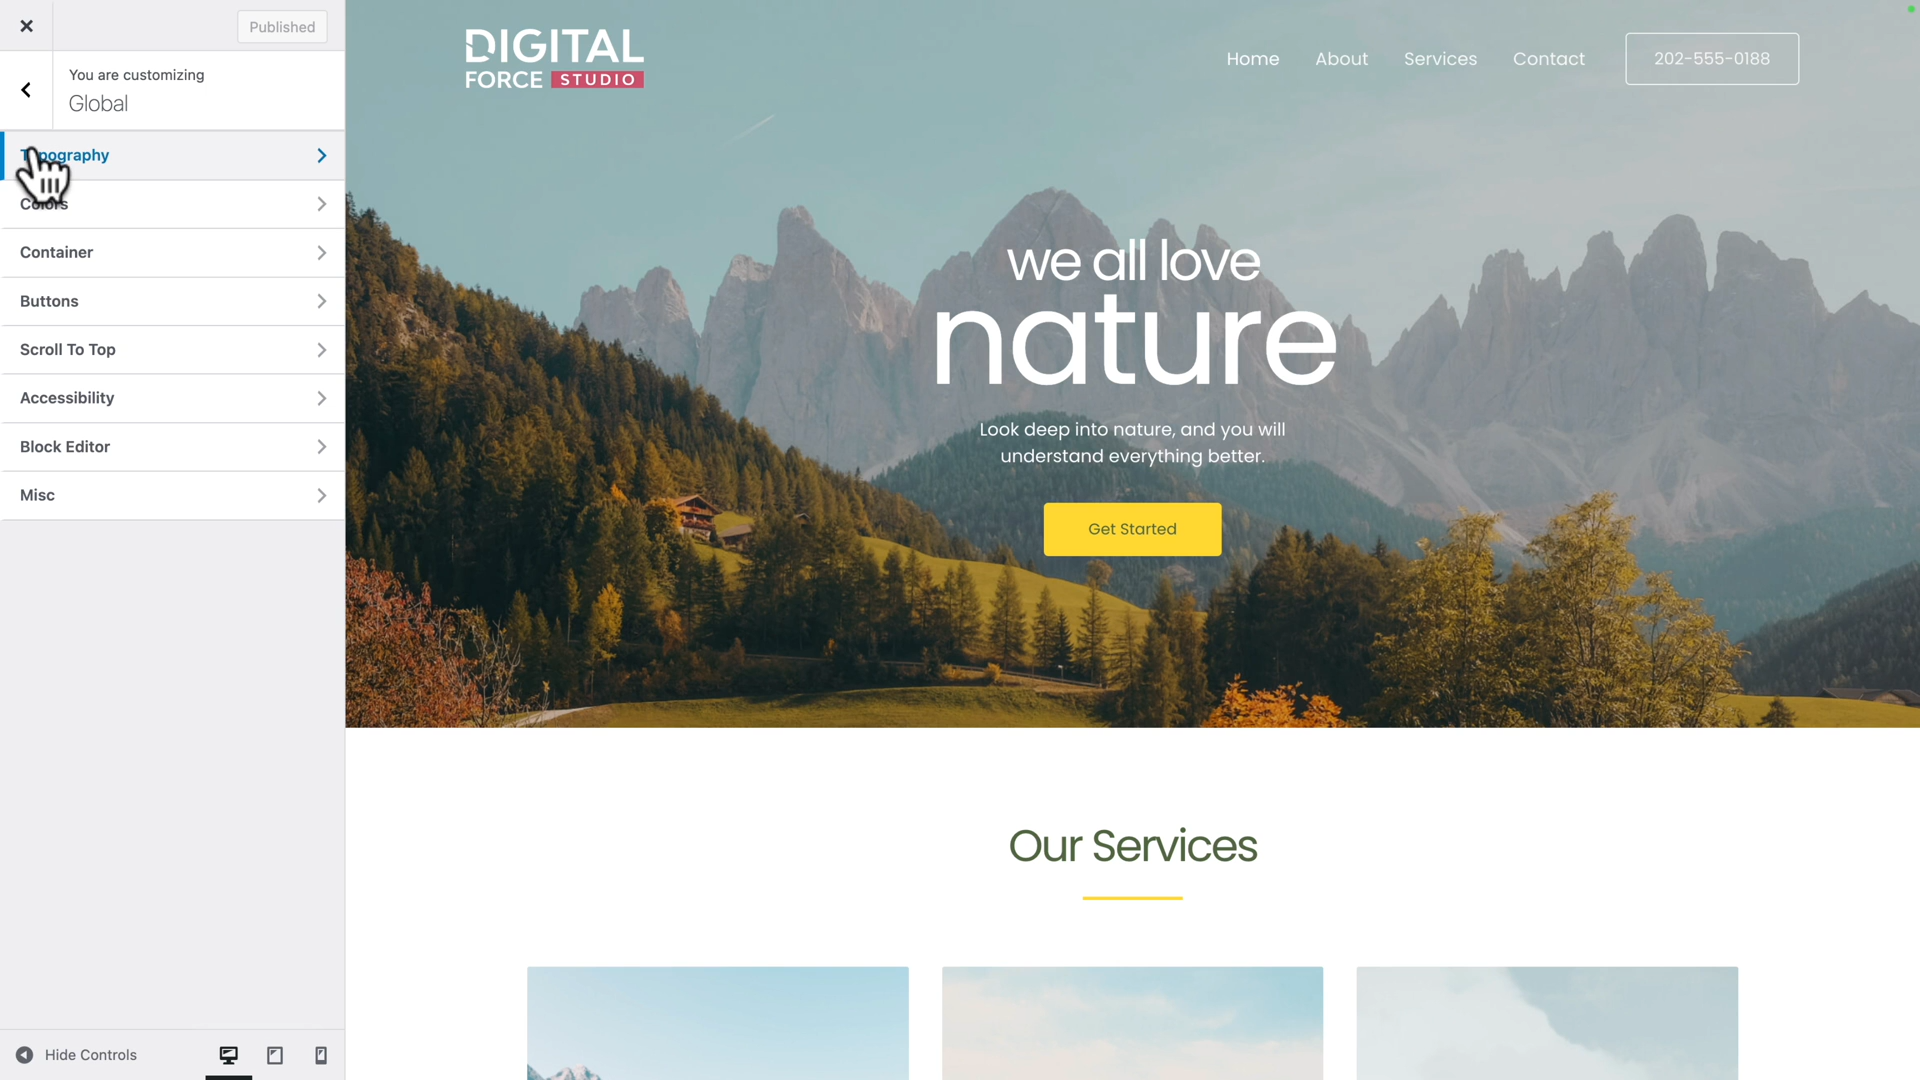 Published
You are customizing
Global
Typography
Colors
Container
Buttons
Scroll To Top
Accessibility
Block Editor
Misc
Hide Controls
DIGITAL
FORCE STUDIO
Home About Services Contact 202-555-0188
we all love
nature
Look deep into nature, and you will
understand everything better.
Get Started
Our Services